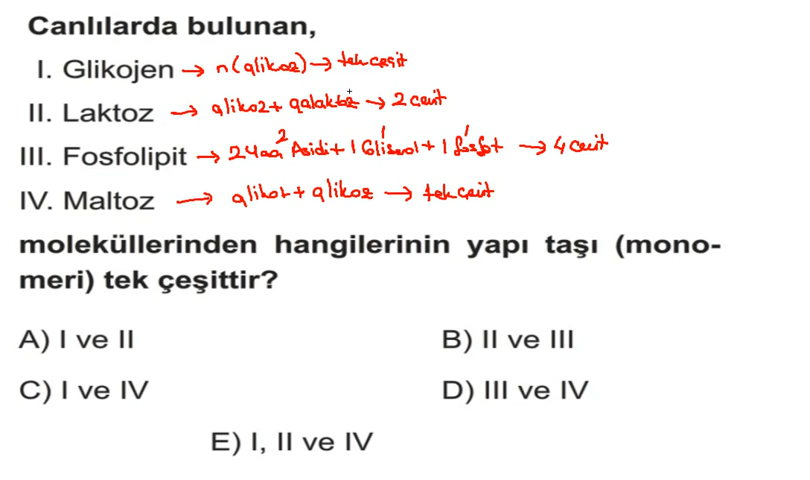 Canlılarda bulunan,
I. Glikojen → n(glikoz) → tek çeşit
II. Laktoz → glikoz + galaktoz → 2 çeşit
III. Fosfolipit → 2 Yağ Asidi + 1 Gliserol + 1 fosfat → 4 çeşit
IV. Maltoz → glikoz + glikoz → tek çeşit
moleküllerinden hangilerinin yapı taşı (mono-
meri) tek çeşittir?
A) I ve II B) II ve III
C) I ve IV D) III ve IV
E) I, II ve IV